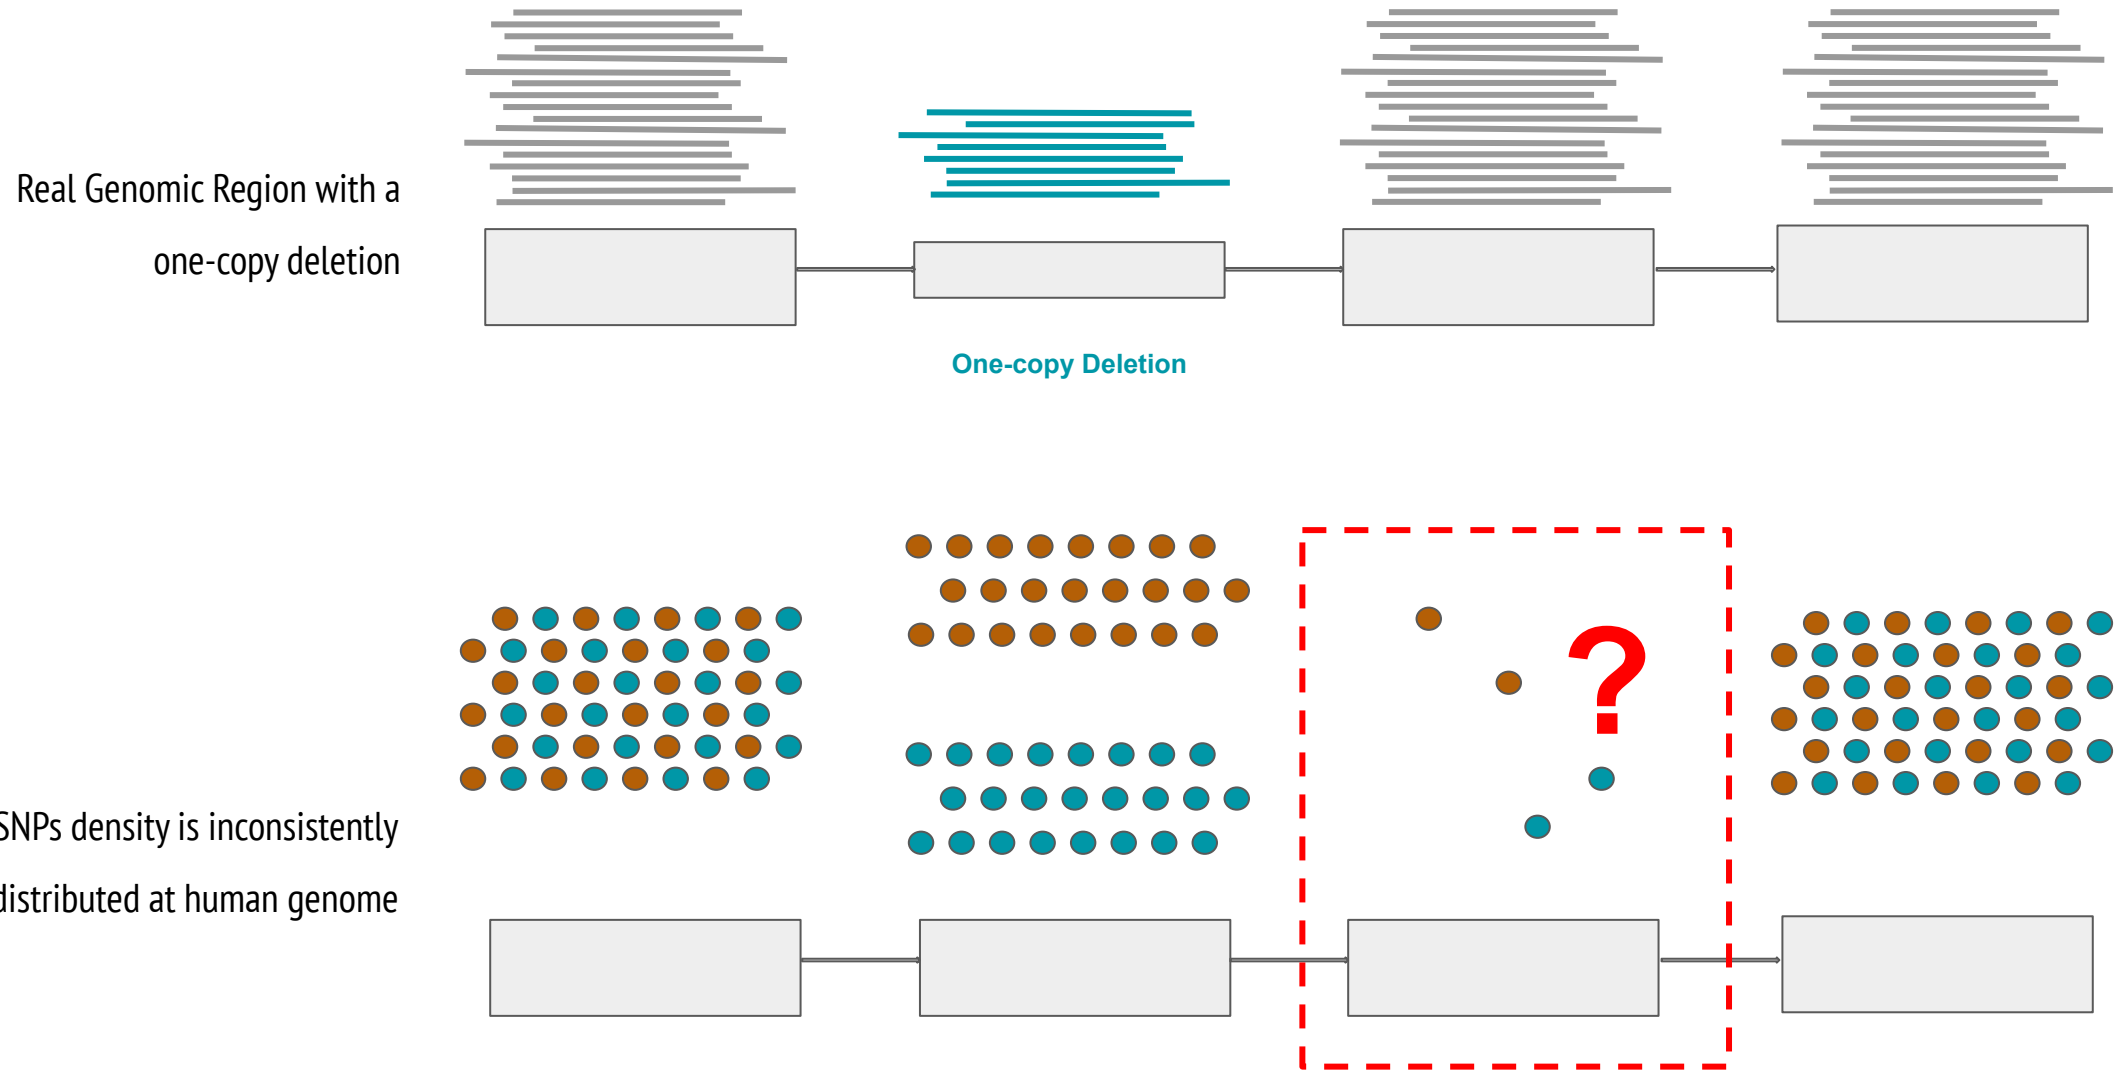 Real Genomic Region with a
one-copy deletion
One-copy Deletion
?
SNPs density is inconsistently
distributed at human genome